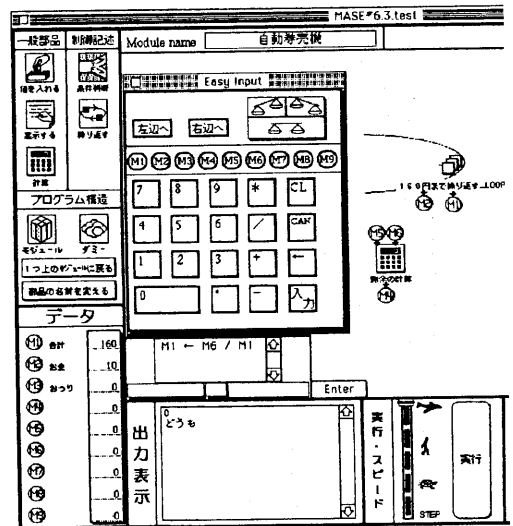 MASE*6.3.test
一般部品
制御記述
Module name
自動券売機
値を入れる
条件判断
表示する
繰り返す
計算
プログラム構造
モジュール
ダミー
1つ上のモジュールに戻る
部品の名前を変える
データ
M1 合計 160
M2 お金 10
M3 おつり 0
M4 0
M5 0
M6 0
M7 0
M8 0
M9 0
Easy Input
左辺へ 右辺へ
M1 M2 M3 M4 M5 M6 M7 M8 M9
7 8 9 * CL
4 5 6 / CAN
1 2 3 + ←
0 ・ - 入力
160円まで繰り返す_LOOP
M2 M1
M5 M6
料金の計算
M4
M1 ← M6 / M1
Enter
出力表示
0
どうも
実行・スピード
STEP
実行